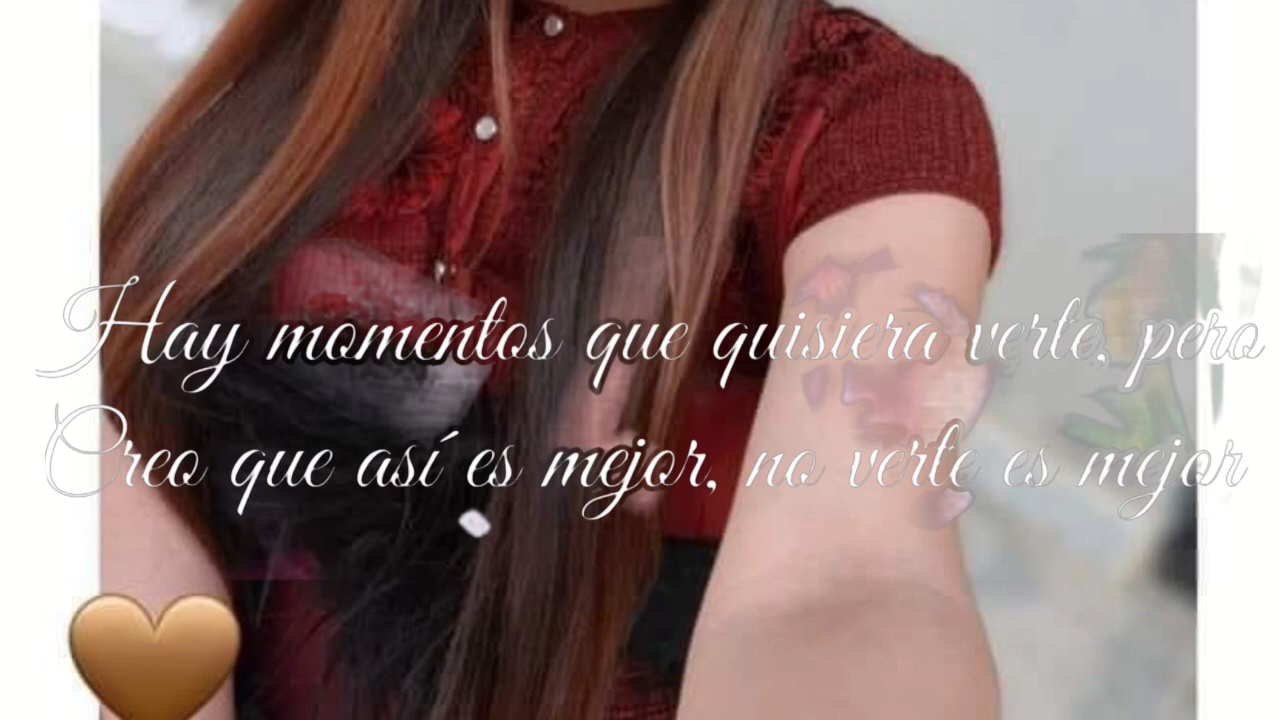 Hay momentos que quisiera verte, pero
Creo que así es mejor, no verte es mejor